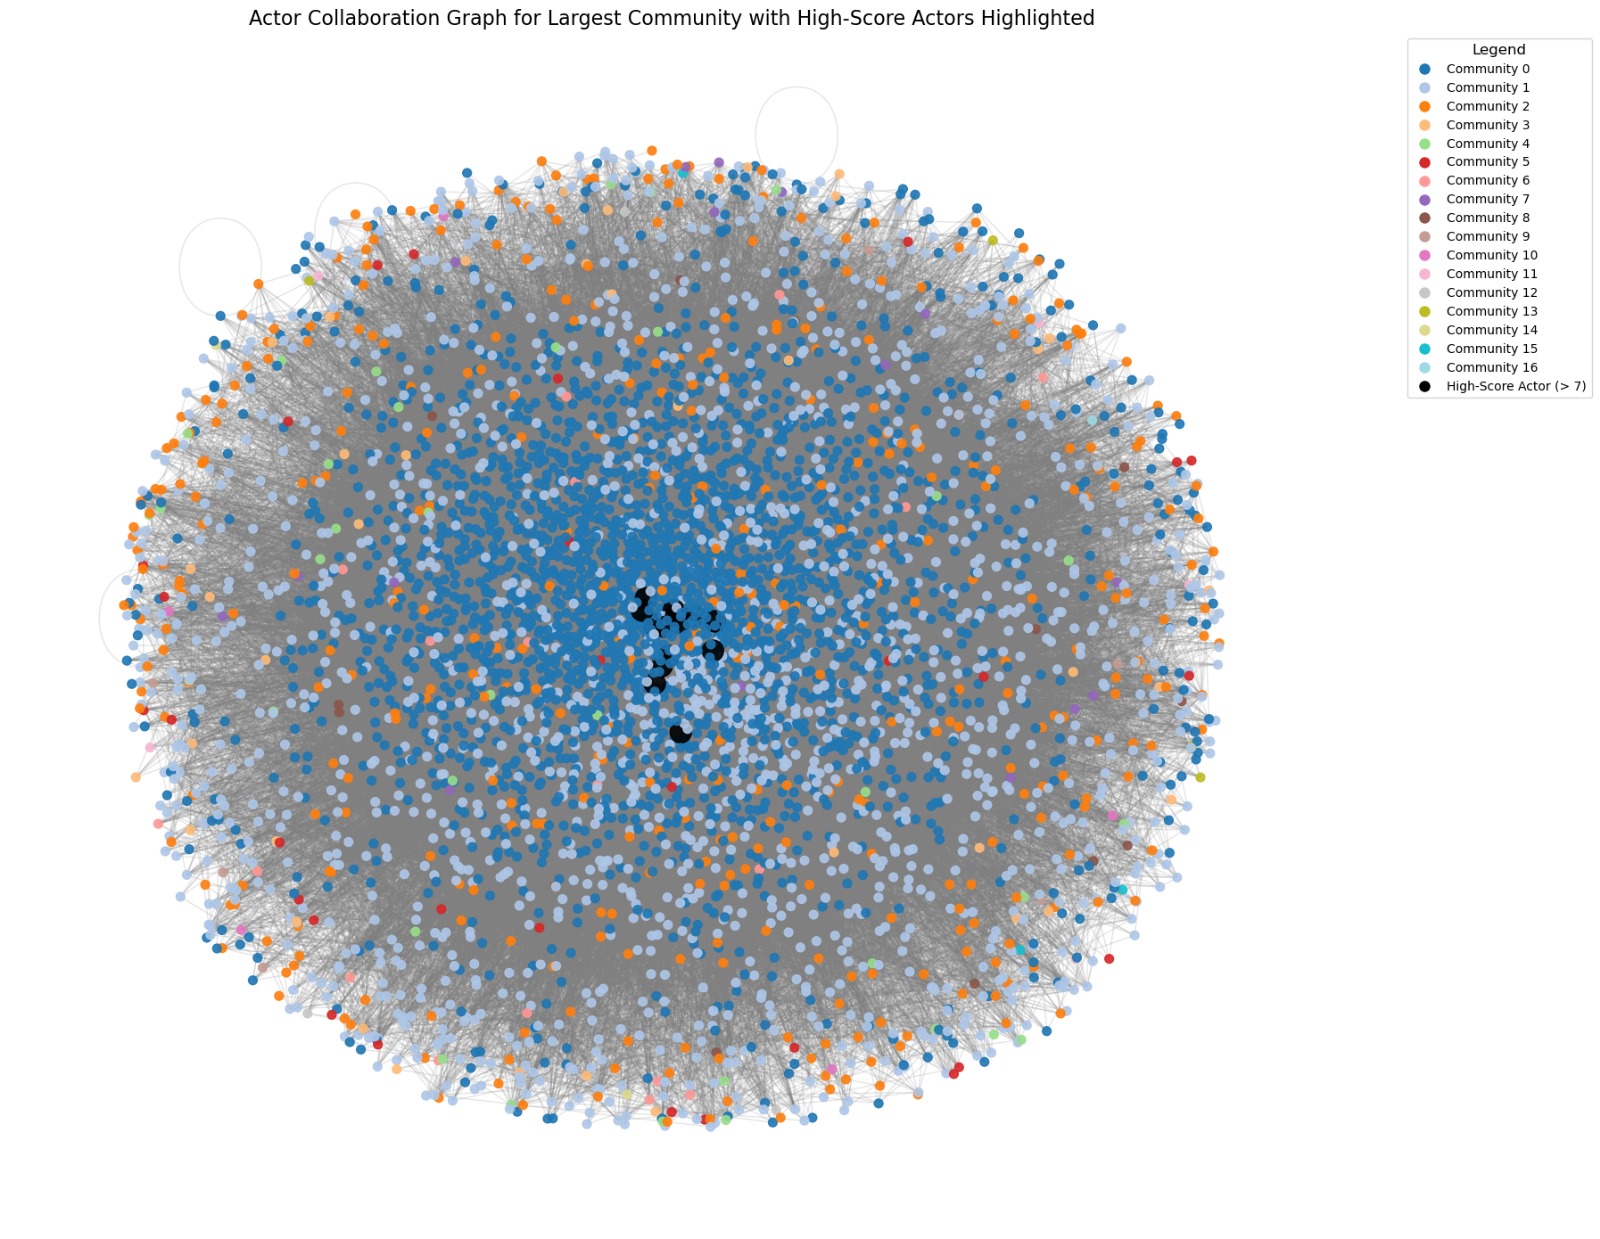 Actor Collaboration Graph for Largest Community with High-Score Actors Highlighted
Legend
Community 0
Community 1
Community 2
Community 3
Community 4
Community 5
Community 6
Community 7
Community 8
Community 9
Community 10
Community 11
Community 12
Community 13
Community 14
Community 15
Community 16
High-Score Actor (> 7)